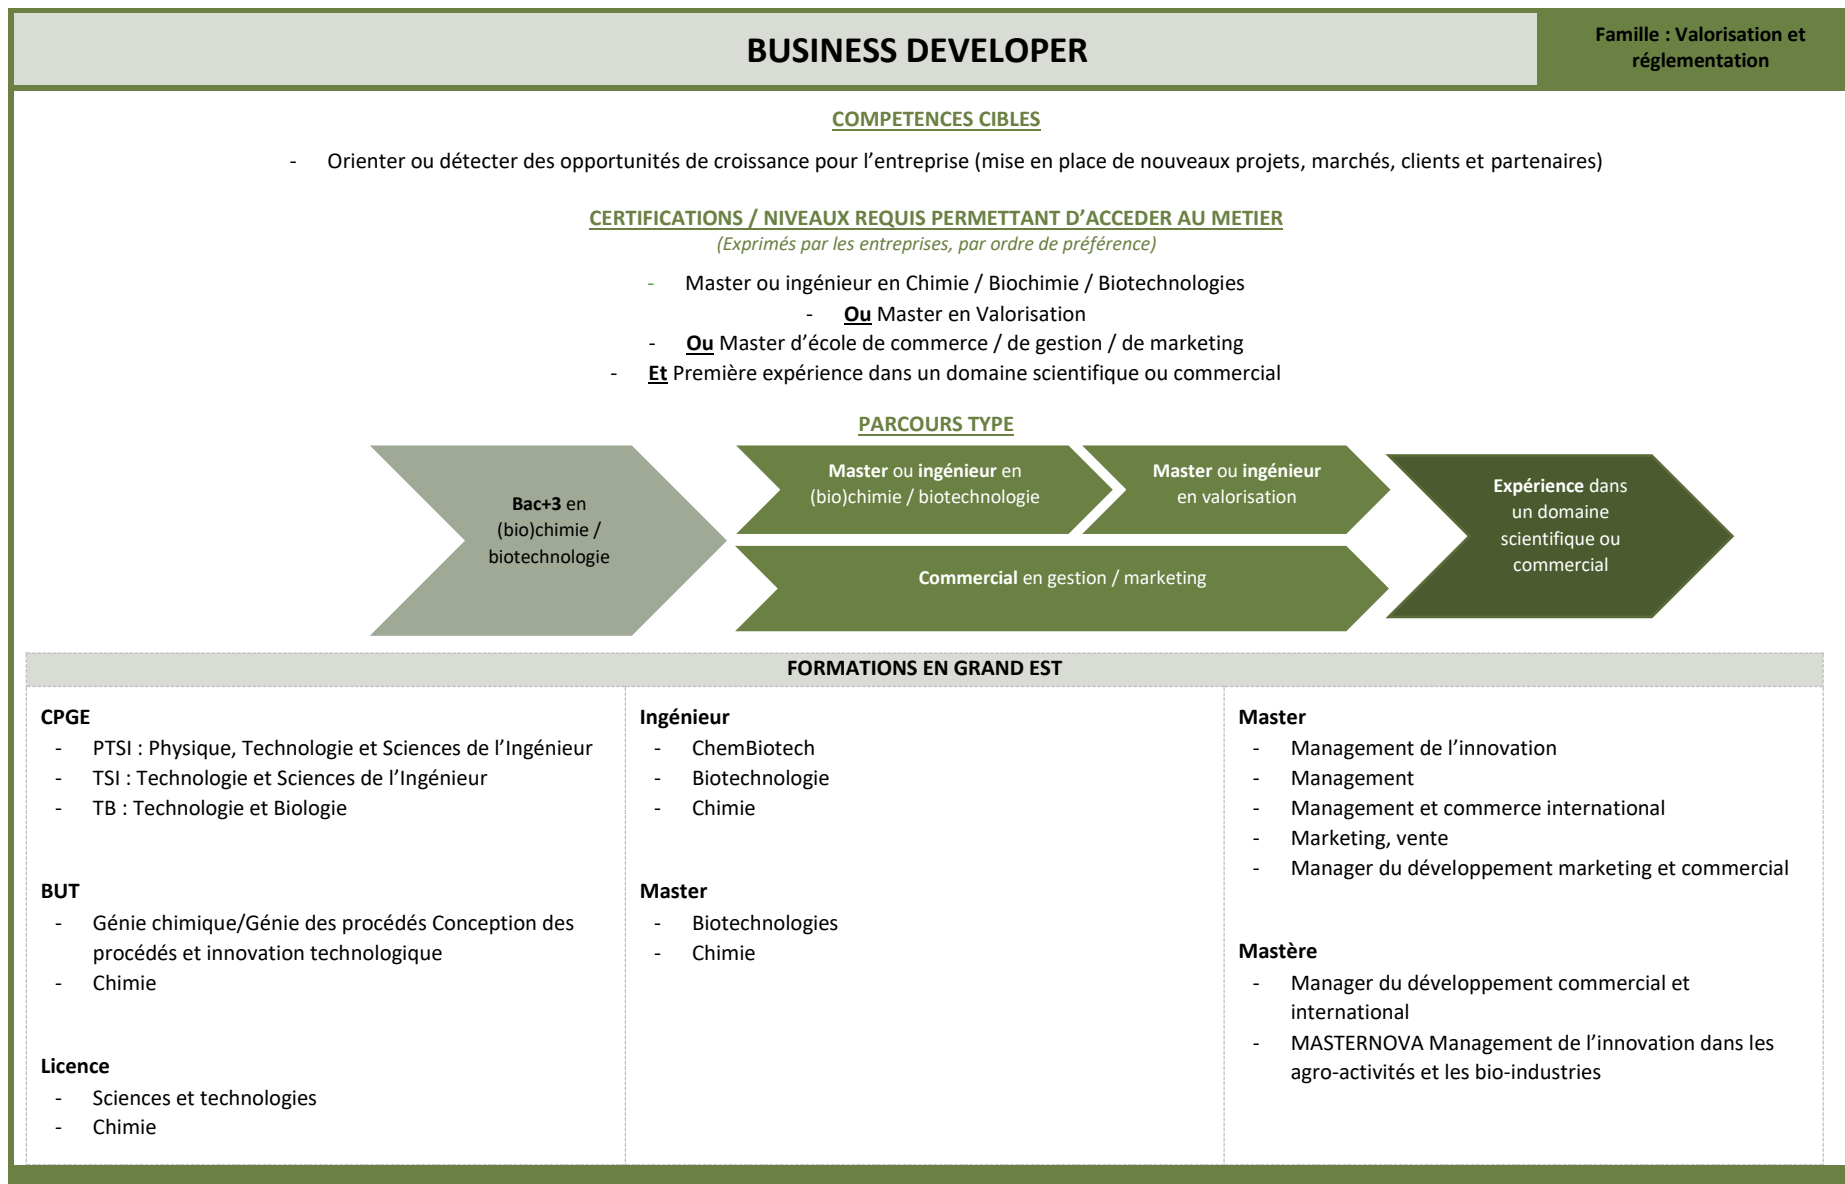 BUSINESS DEVELOPER
Famille : Valorisation et
réglementation
COMPETENCES CIBLES
- Orienter ou détecter des opportunités de croissance pour l’entreprise (mise en place de nouveaux projets, marchés, clients et partenaires)
CERTIFICATIONS / NIVEAUX REQUIS PERMETTANT D’ACCEDER AU METIER
(Exprimés par les entreprises, par ordre de préférence)
- Master ou ingénieur en Chimie / Biochimie / Biotechnologies
- Ou Master en Valorisation
- Ou Master d’école de commerce / de gestion / de marketing
- Et Première expérience dans un domaine scientifique ou commercial
PARCOURS TYPE
Bac+3 en
(bio)chimie /
biotechnologie
Master ou ingénieur en
(bio)chimie / biotechnologie
Master ou ingénieur
en valorisation
Commercial en gestion / marketing
Expérience dans
un domaine
scientifique ou
commercial
FORMATIONS EN GRAND EST
CPGE
- PTSI : Physique, Technologie et Sciences de l’Ingénieur
- TSI : Technologie et Sciences de l’Ingénieur
- TB : Technologie et Biologie
BUT
- Génie chimique/Génie des procédés Conception des
procédés et innovation technologique
- Chimie
Licence
- Sciences et technologies
- Chimie
Ingénieur
- ChemBiotech
- Biotechnologie
- Chimie
Master
- Biotechnologies
- Chimie
Master
- Management de l’innovation
- Management
- Management et commerce international
- Marketing, vente
- Manager du développement marketing et commercial
Mastère
- Manager du développement commercial et
international
- MASTERNOVA Management de l’innovation dans les
agro-activités et les bio-industries